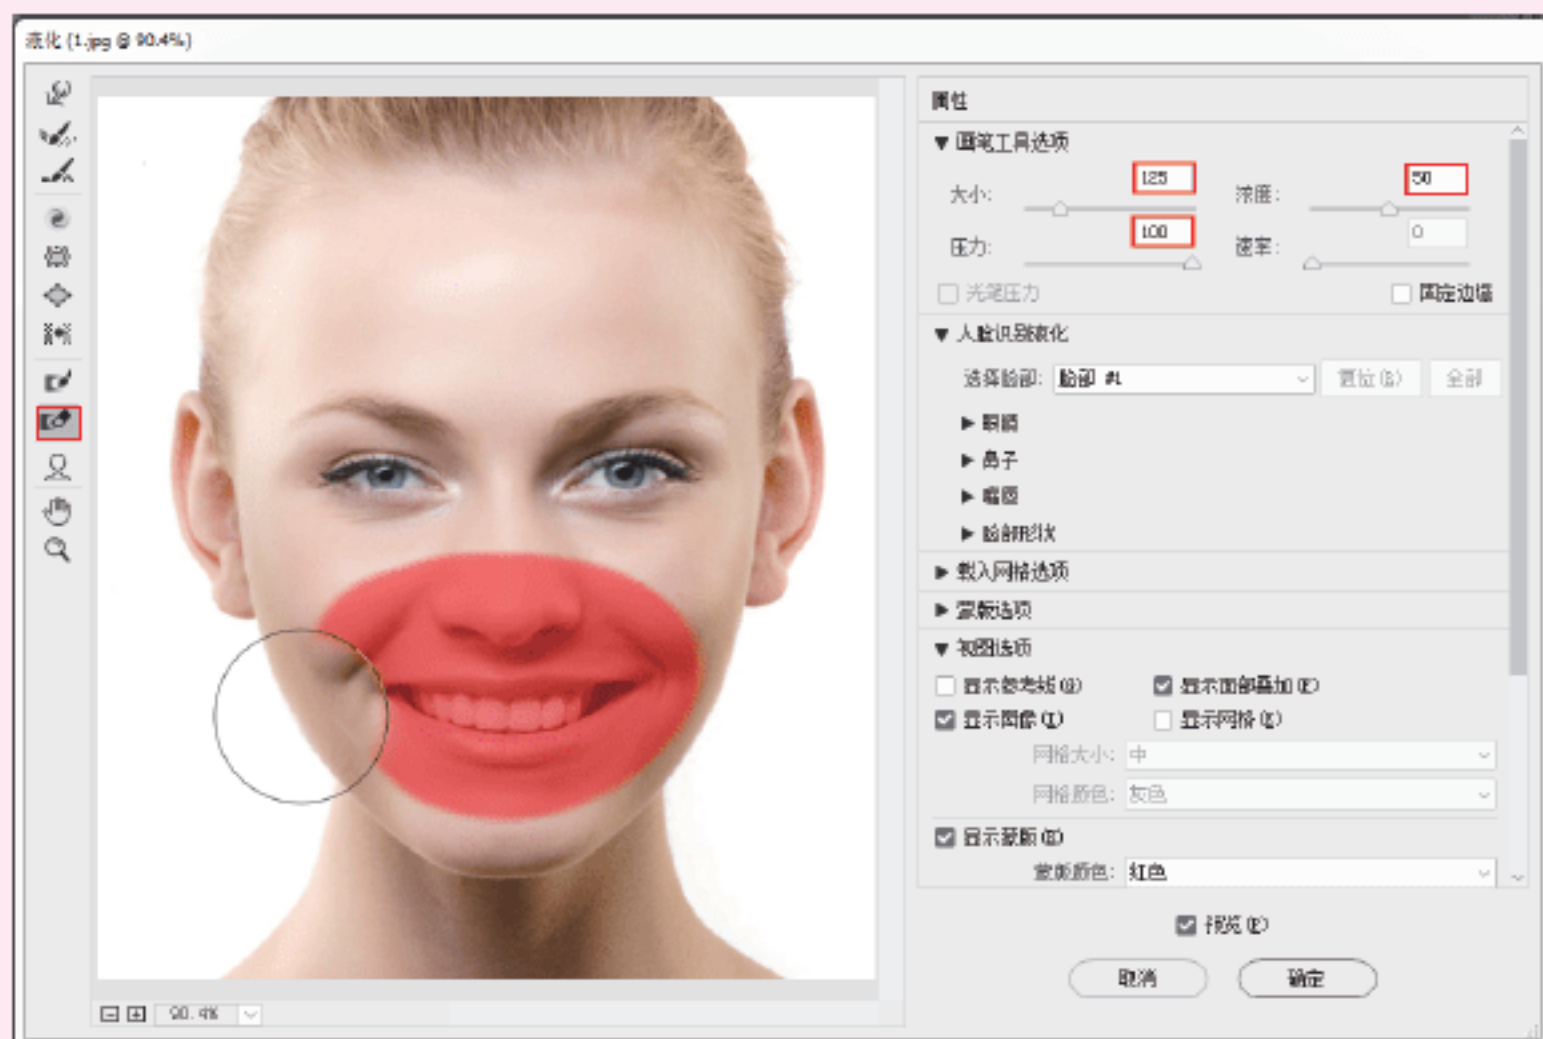 液化 (1.jpg @ 90.4%)
属性
画笔工具选项
大小: 125 浓度: 50
压力: 100 速率: 0
光笔压力 固定边缘
人脸识别液化
选择脸部: 脸部 #1 复位(S) 全部
眼睛
鼻子
嘴唇
脸部形状
载入网格选项
蒙版选项
视图选项
显示参考线(G) 显示面部叠加(F)
显示图像(I) 显示网格(E)
网格大小: 中
网格颜色: 灰色
显示蒙版(B)
蒙版颜色: 红色
预览(P)
取消 确定
90.4%